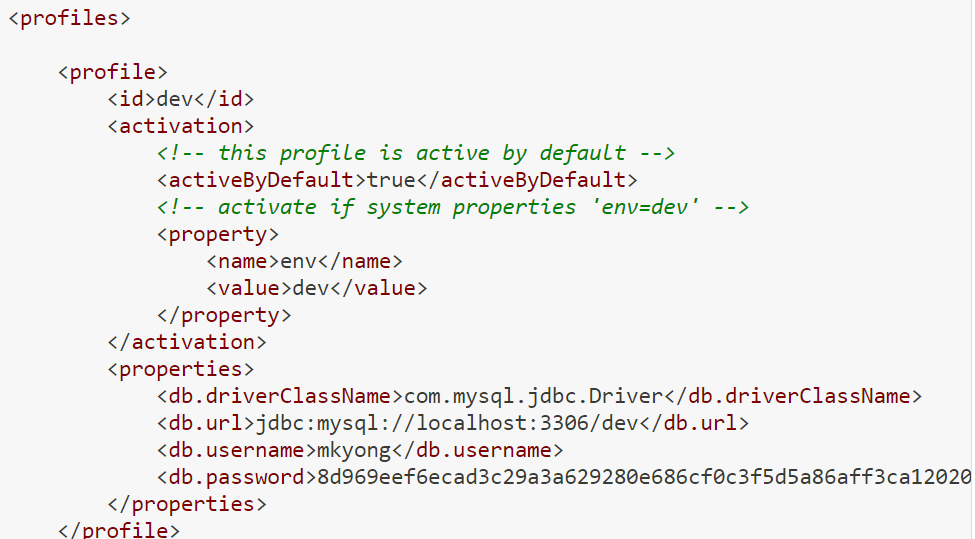 <profiles>
<profile>
<id>dev</id>
<activation>
<!-- this profile is active by default -->
<activeByDefault>true</activeByDefault>
<!-- activate if system properties 'env=dev' -->
<property>
<name>env</name>
<value>dev</value>
</property>
</activation>
<properties>
<db.driverClassName>com.mysql.jdbc.Driver</db.driverClassName>
<db.url>jdbc:mysql://localhost:3306/dev</db.url>
<db.username>mkyong</db.username>
<db.password>8d969eef6ecad3c29a3a629280e686cf0c3f5d5a86aff3ca12020
</properties>
</profile>